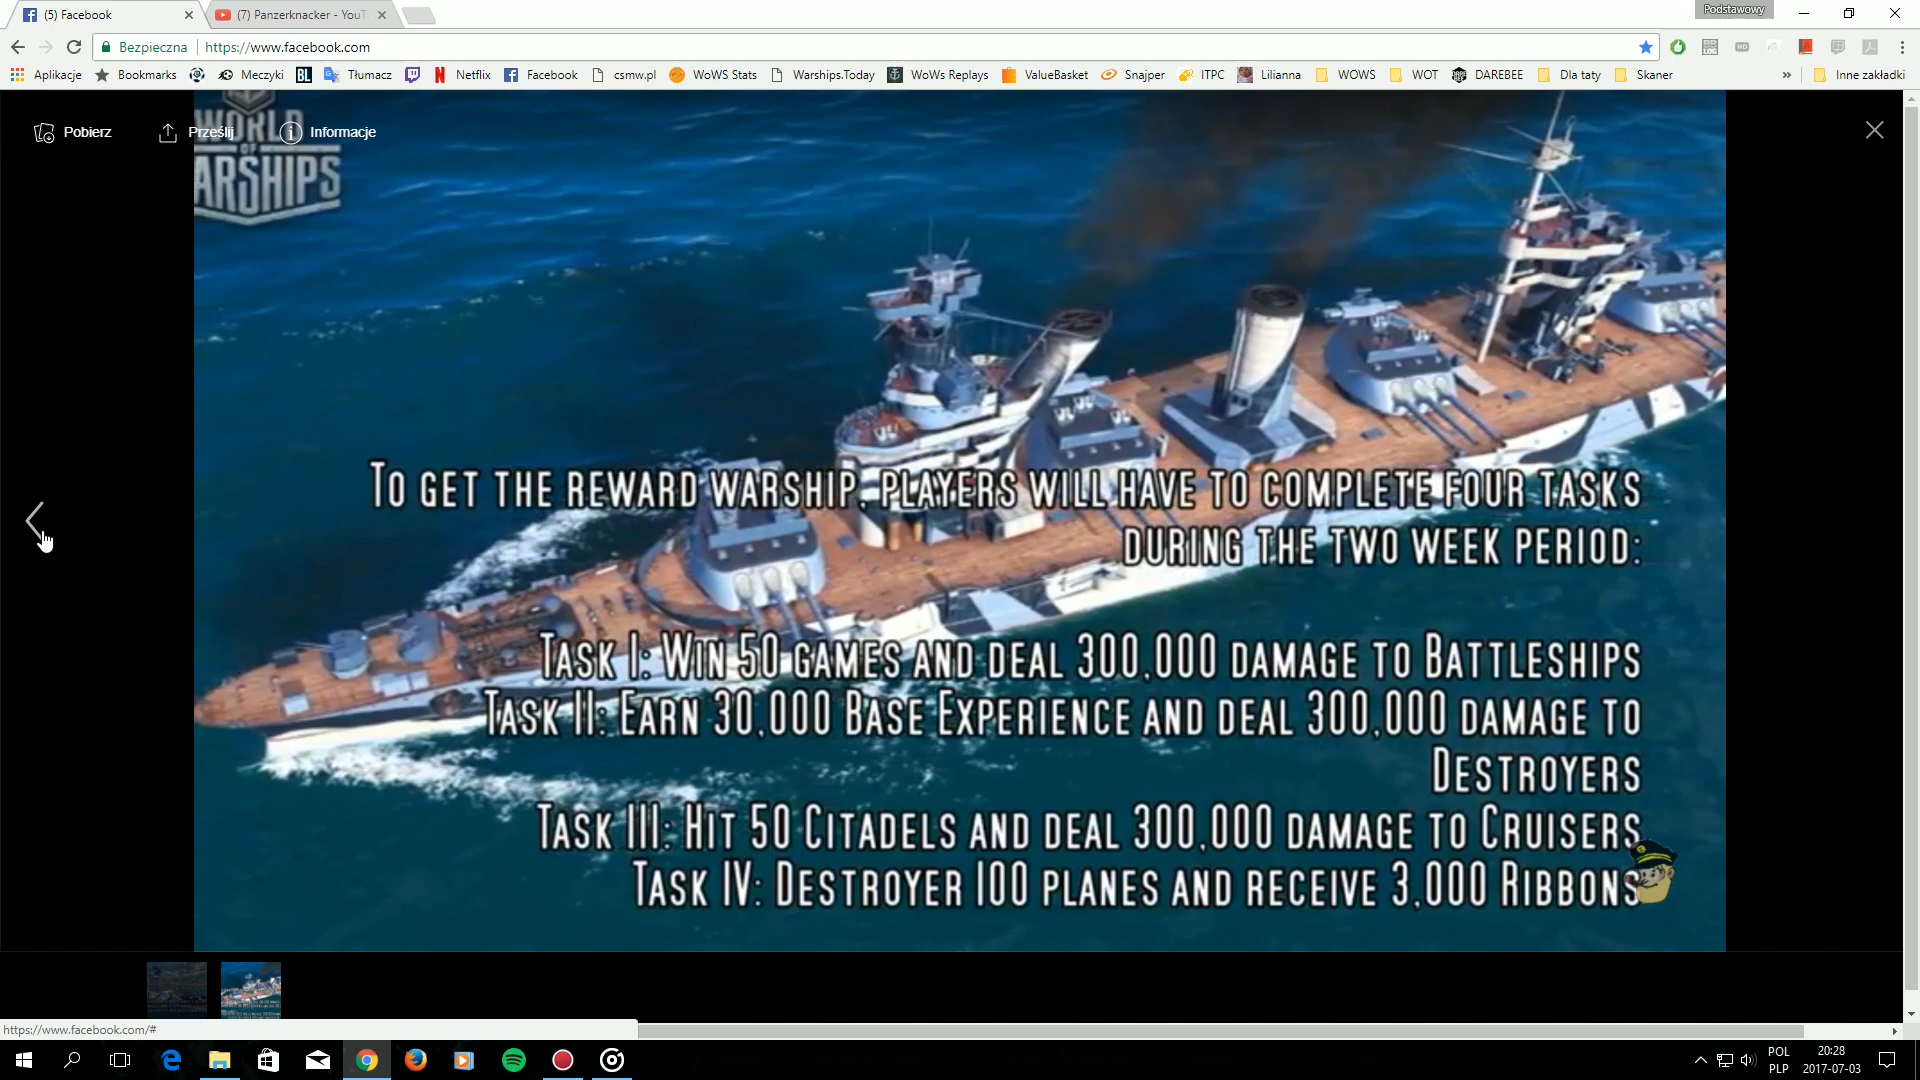 (5) Facebook
(7) Panzerknacker - YouT
Podstawowy
Bezpieczna
https://www.facebook.com
Aplikacje
Bookmarks
Meczyki
BL
Tłumacz
Netflix
Facebook
csmw.pl
WoWS Stats
Warships.Today
WoWs Replays
ValueBasket
Snajper
ITPC
Lilianna
WOWS
WOT
DAREBEE
Dla taty
Skaner
»
Inne zakładki
Pobierz
Prześlij
Informacje
WORLD
OF
WARSHIPS
TO GET THE REWARD WARSHIP, PLAYERS WILL HAVE TO COMPLETE FOUR TASKS
DURING THE TWO WEEK PERIOD:
TASK I: WIN 50 GAMES AND DEAL 300,000 DAMAGE TO BATTLESHIPS
TASK II: EARN 30,000 BASE EXPERIENCE AND DEAL 300,000 DAMAGE TO
DESTROYERS
TASK III: HIT 50 CITADELS AND DEAL 300,000 DAMAGE TO CRUISERS
TASK IV: DESTROYER 100 PLANES AND RECEIVE 3,000 RIBBONS
https://www.facebook.com/#
POL
PLP
20:28
2017-07-03